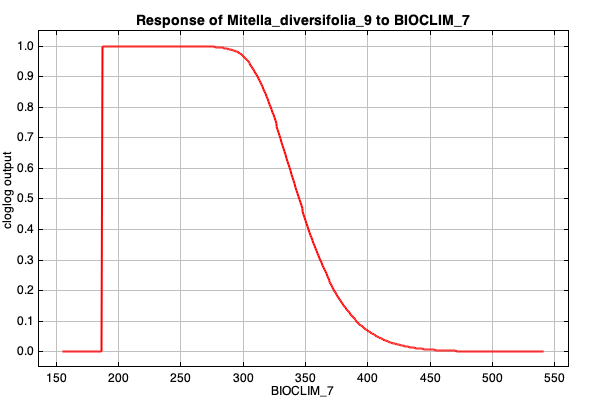 Response of Mitella_diversifolia_9 to BIOCLIM_7
1.0
0.9
0.8
0.7
0.6
0.5
0.4
0.3
0.2
0.1
0.0
cloglog output
150 200 250 300 350 400 450 500 550
BIOCLIM_7